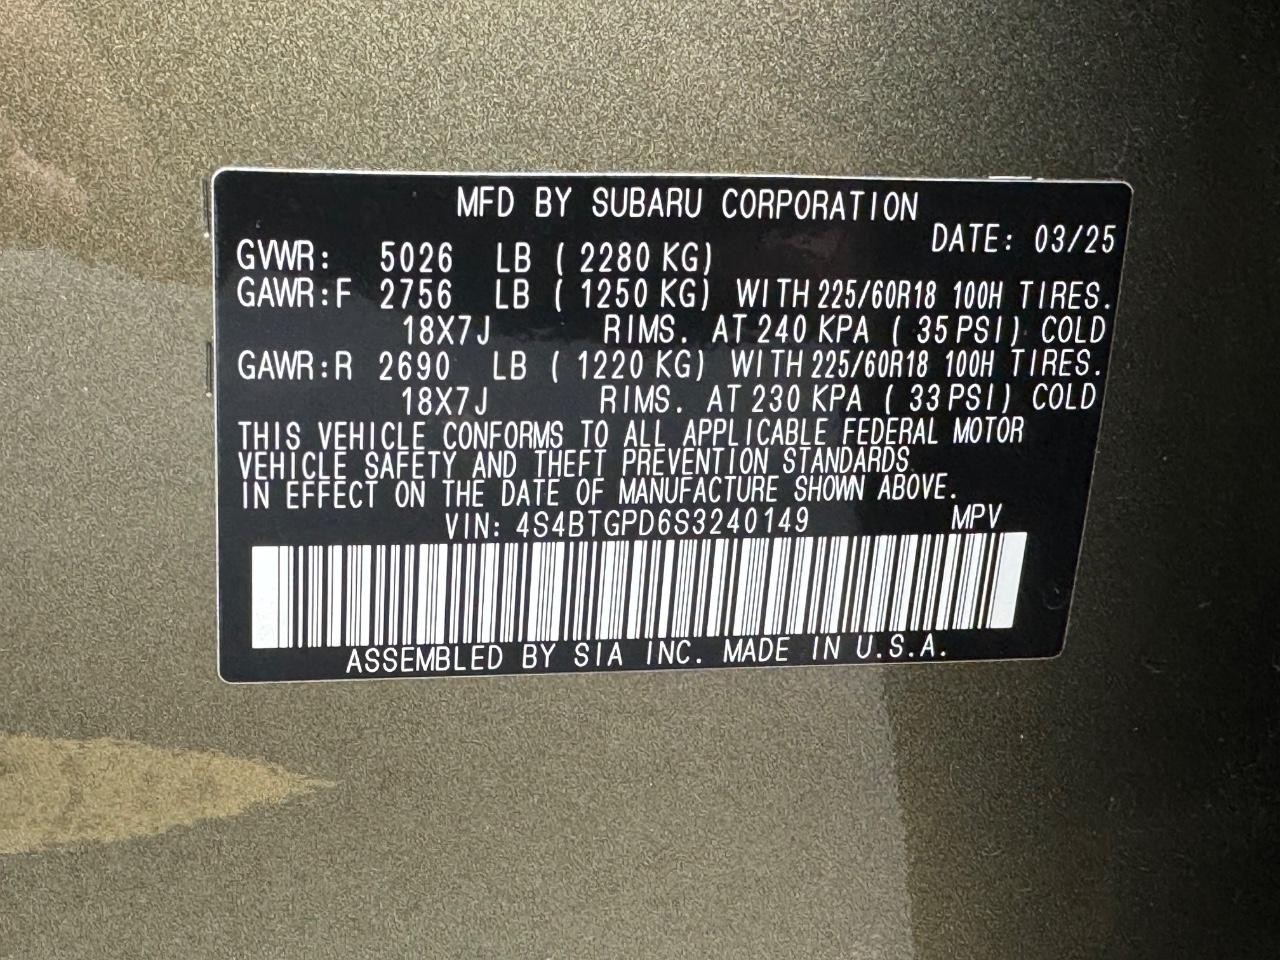 MFD BY SUBARU CORPORATION
DATE: 03/25
GVWR: 5026 LB (2280 KG)
GAWR:F 2756 LB (1250 KG) WITH 225/60R18 100H TIRES.
18X7J RIMS. AT 240 KPA (35 PSI) COLD
GAWR:R 2690 LB (1220 KG) WITH 225/60R18 100H TIRES.
18X7J RIMS. AT 230 KPA (33 PSI) COLD
THIS VEHICLE CONFORMS TO ALL APPLICABLE FEDERAL MOTOR
VEHICLE SAFETY AND THEFT PREVENTION STANDARDS
IN EFFECT ON THE DATE OF MANUFACTURE SHOWN ABOVE.
VIN: 4S4BTGPD6S3240149 MPV
ASSEMBLED BY SIA INC. MADE IN U.S.A.